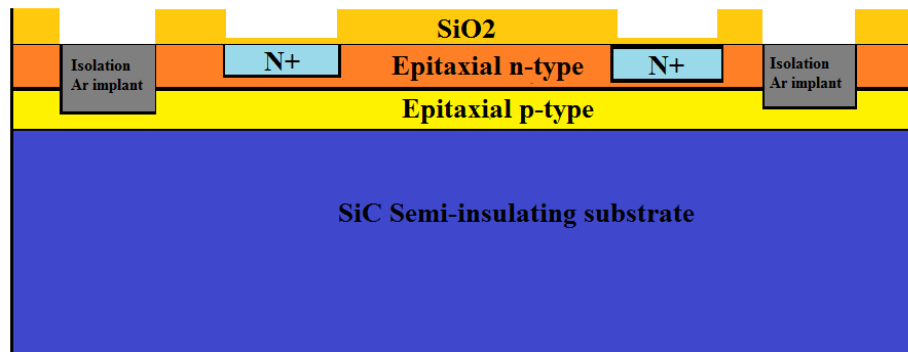 SiO2
Isolation
Ar implant
N+
Epitaxial n-type
N+
Isolation
Ar implant
Epitaxial p-type
SiC Semi-insulating substrate